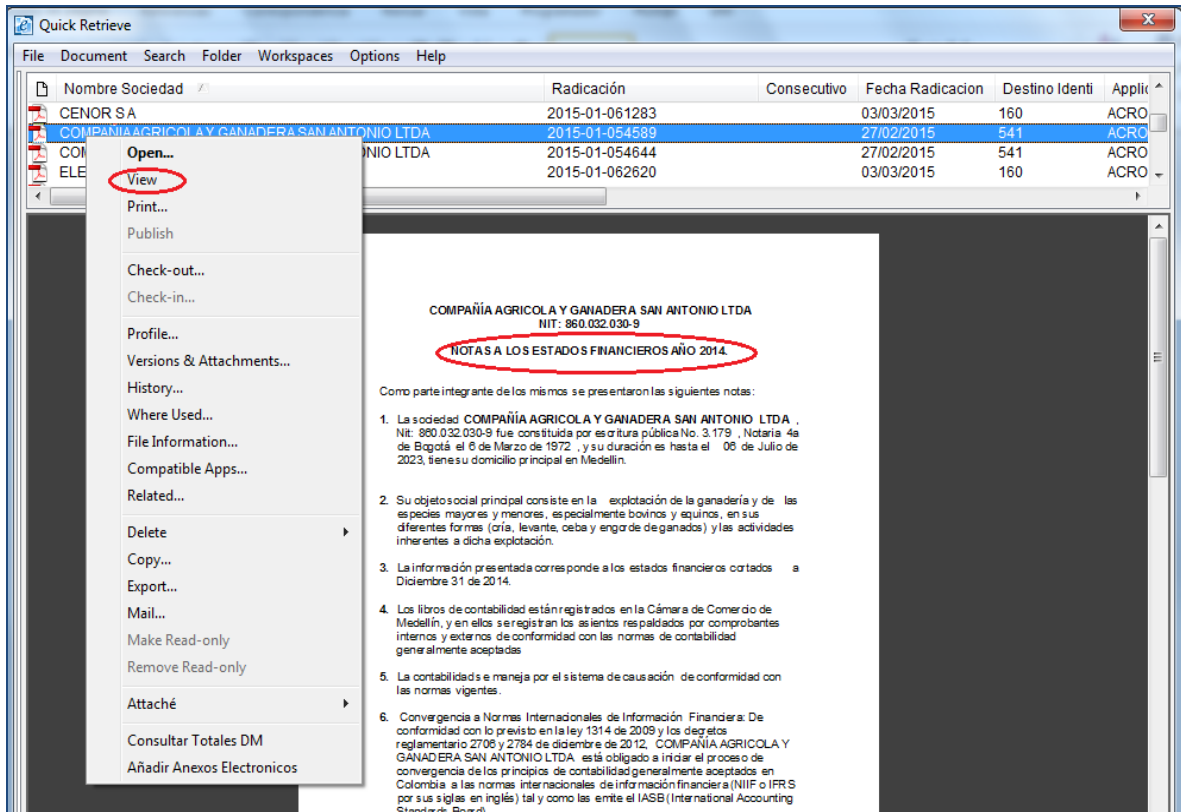 Quick Retrieve
File Document Search Folder Workspaces Options Help
Nombre Sociedad Radicación Consecutivo Fecha Radicacion Destino Identi Applic
CENOR S A 2015-01-061283 03/03/2015 160 ACRO
COMPAÑIA AGRICOLA Y GANADERA SAN ANTONIO LTDA 2015-01-054589 27/02/2015 541 ACRO
CO NIO LTDA 2015-01-054644 27/02/2015 541 ACRO
ELE 2015-01-062620 03/03/2015 160 ACRO
Open...
View
Print...
Publish
Check-out...
Check-in...
Profile...
Versions & Attachments...
History...
Where Used...
File Information...
Compatible Apps...
Related...
Delete
Copy...
Export...
Mail...
Make Read-only
Remove Read-only
Attaché
Consultar Totales DM
Añadir Anexos Electronicos
COMPAÑÍA AGRICOLA Y GANADERA SAN ANTONIO LTDA
NIT: 860.032.030-9
NOTAS A LOS ESTADOS FINANCIEROS AÑO 2014.
Como parte integrante de los mismos se presentaron las siguientes notas:
1. La sociedad COMPAÑÍA AGRICOLA Y GANADERA SAN ANTONIO LTDA ,
Nit: 860.032.030-9 fue constituida por escritura pública No. 3.179 , Notaria 4a
de Bogotá el 6 de Marzo de 1972 , y su duración es hasta el 06 de Julio de
2023, tiene su domicilio principal en Medellin.
2. Su objeto social principal consiste en la explotación de la ganadería y de las
especies mayores y menores, especialmente bovinos y equinos, en sus
diferentes formas (cría, levante, ceba y engorde de ganados) y las actividades
inherentes a dicha explotación.
3. La información presentada corresponde a los estados financieros cortados a
Diciembre 31 de 2014.
4. Los libros de contabilidad están registrados en la Cámara de Comercio de
Medellín, y en ellos se registran los asientos respaldados por comprobantes
internos y externos de conformidad con las normas de contabilidad
generalmente aceptadas
5. La contabilidad se maneja por el sistema de causación de conformidad con
las normas vigentes.
6. Convergencia a Normas Internacionales de Información Financiera: De
conformidad con lo previsto en la ley 1314 de 2009 y los decretos
reglamentario 2706 y 2784 de diciembre de 2012, COMPAÑIA AGRICOLA Y
GANADERA SAN ANTONIO LTDA está obligado a iniciar el proceso de
convergencia de los principios de contabilidad generalmente aceptados en
Colombia a las normas internacionales de información financiera (NIIF o IFRS
por sus siglas en inglés) tal y como las emite el IASB (International Accounting
Standards Board)